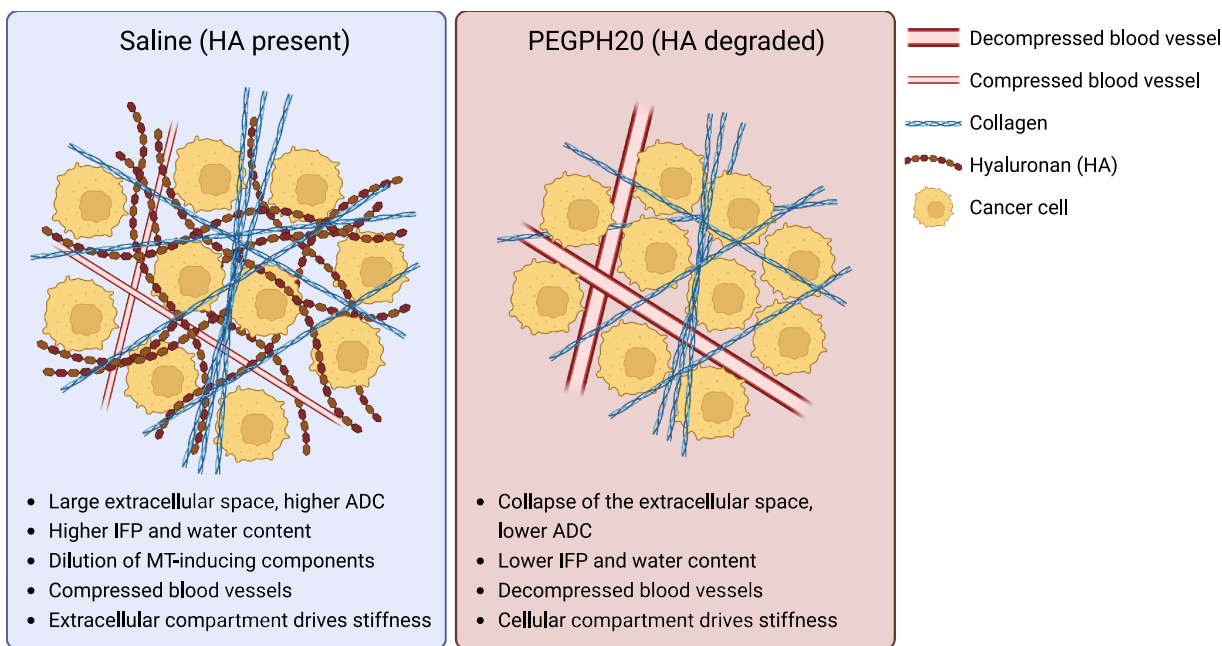 Saline (HA present)
• Large extracellular space, higher ADC
• Higher IFP and water content
• Dilution of MT-inducing components
• Compressed blood vessels
• Extracellular compartment drives stiffness
PEGPH20 (HA degraded)
• Collapse of the extracellular space,
lower ADC
• Lower IFP and water content
• Decompressed blood vessels
• Cellular compartment drives stiffness
Decompressed blood vessel
Compressed blood vessel
Collagen
Hyaluronan (HA)
Cancer cell